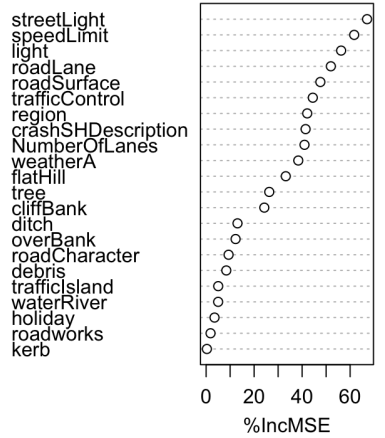 streetLight
speedLimit
light
roadLane
roadSurface
trafficControl
region
crashSHDescription
NumberOfLanes
weatherA
flatHill
tree
cliffBank
ditch
overBank
roadCharacter
debris
trafficIsland
waterRiver
holiday
roadworks
kerb
0 20 40 60
%IncMSE